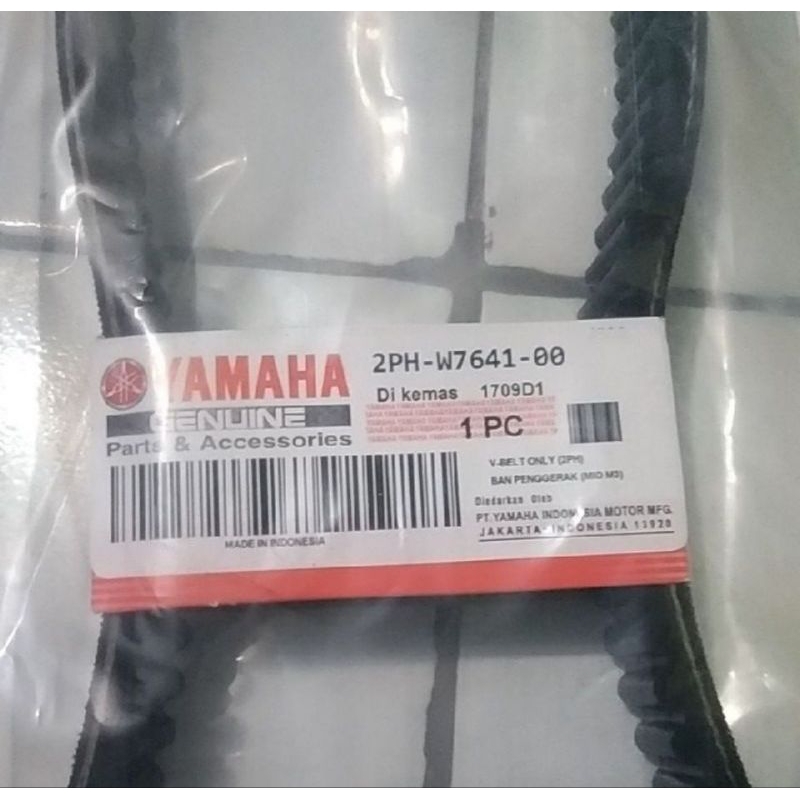 YAMAHA
GENUINE
Parts & Accessories
2PH-W7641-00
Di kemas 1709D1
1 PC
V-BELT ONLY (2PH)
BAN PENGGERAK (MIO M3)
Diedarkan Oleh
PT. YAMAHA INDONESIA MOTOR MFG.
JAKARTA-INDONESIA 13920
MADE IN INDONESIA